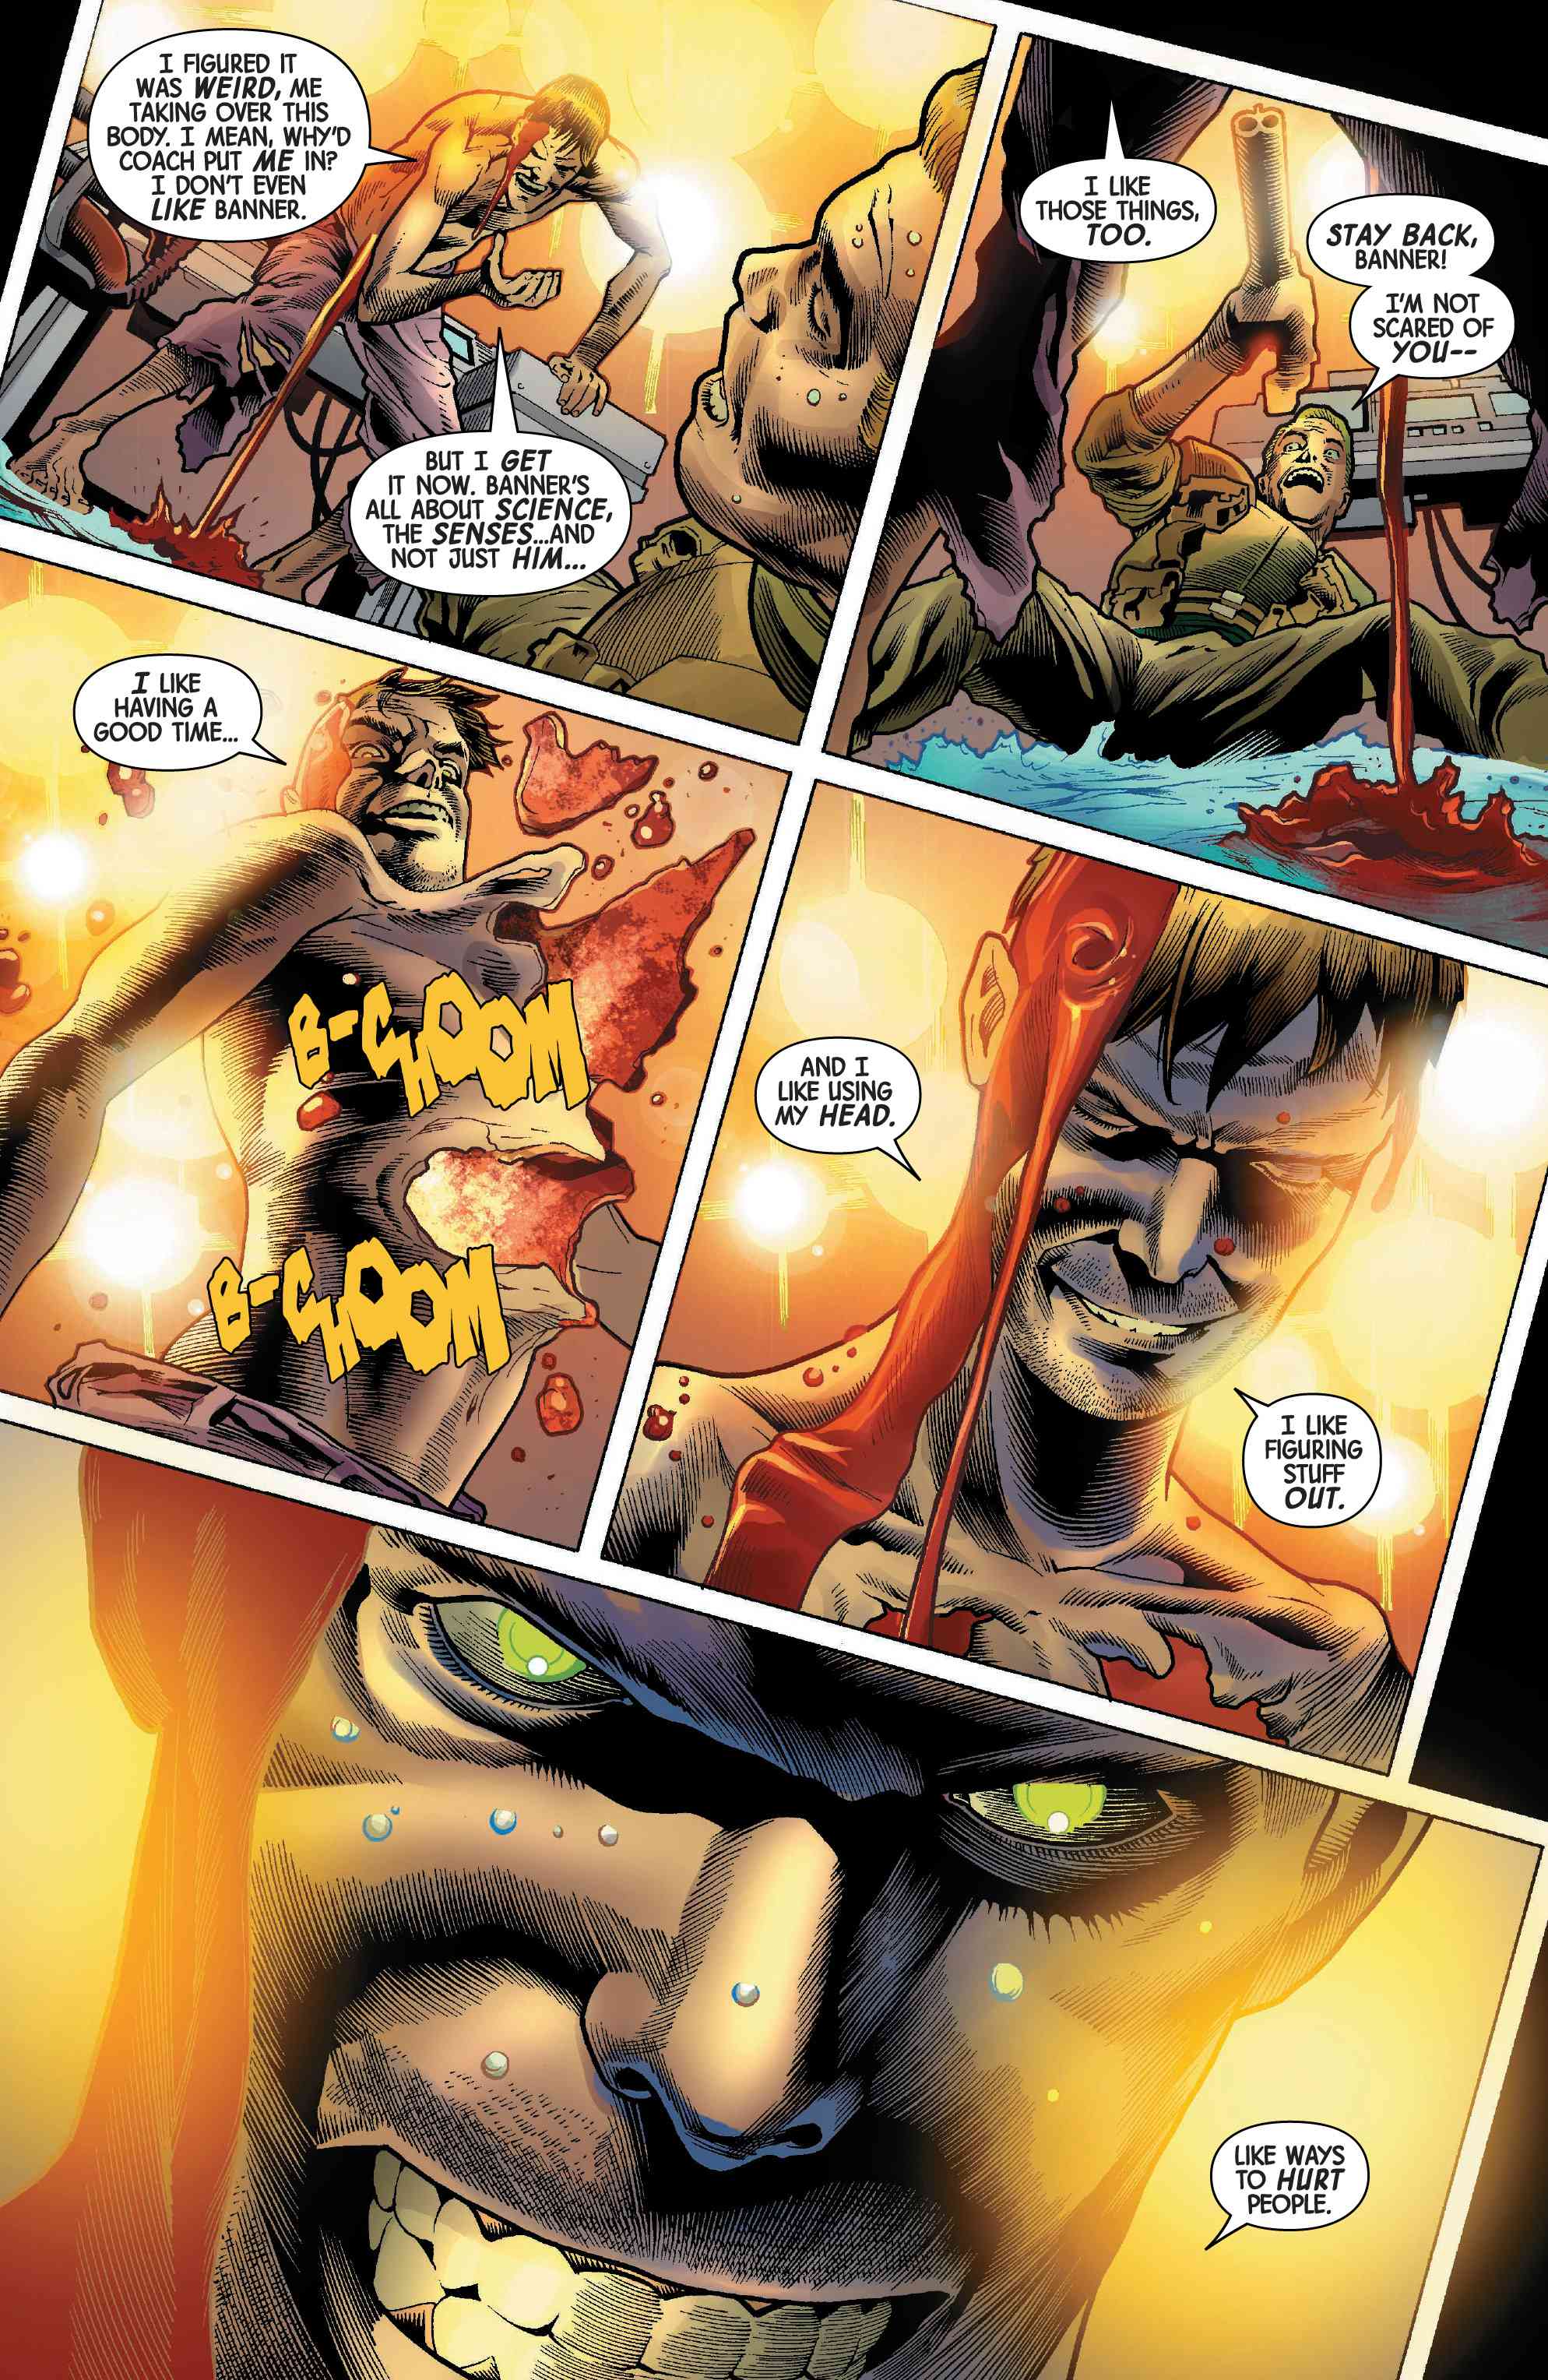 I FIGURED IT
WAS WEIRD, ME
TAKING OVER THIS
BODY. I MEAN, WHY'D
COACH PUT ME IN?
I DON'T EVEN
LIKE BANNER.
BUT I GET
IT NOW. BANNER'S
ALL ABOUT SCIENCE,
THE SENSES...AND
NOT JUST HIM...
I LIKE
THOSE THINGS,
TOO.
STAY BACK,
BANNER!
I'M NOT
SCARED OF
YOU--
I LIKE
HAVING A
GOOD TIME...
B-CHOOM
B-CHOOM
AND I
LIKE USING
MY HEAD.
I LIKE
FIGURING
STUFF
OUT.
LIKE WAYS
TO HURT
PEOPLE.